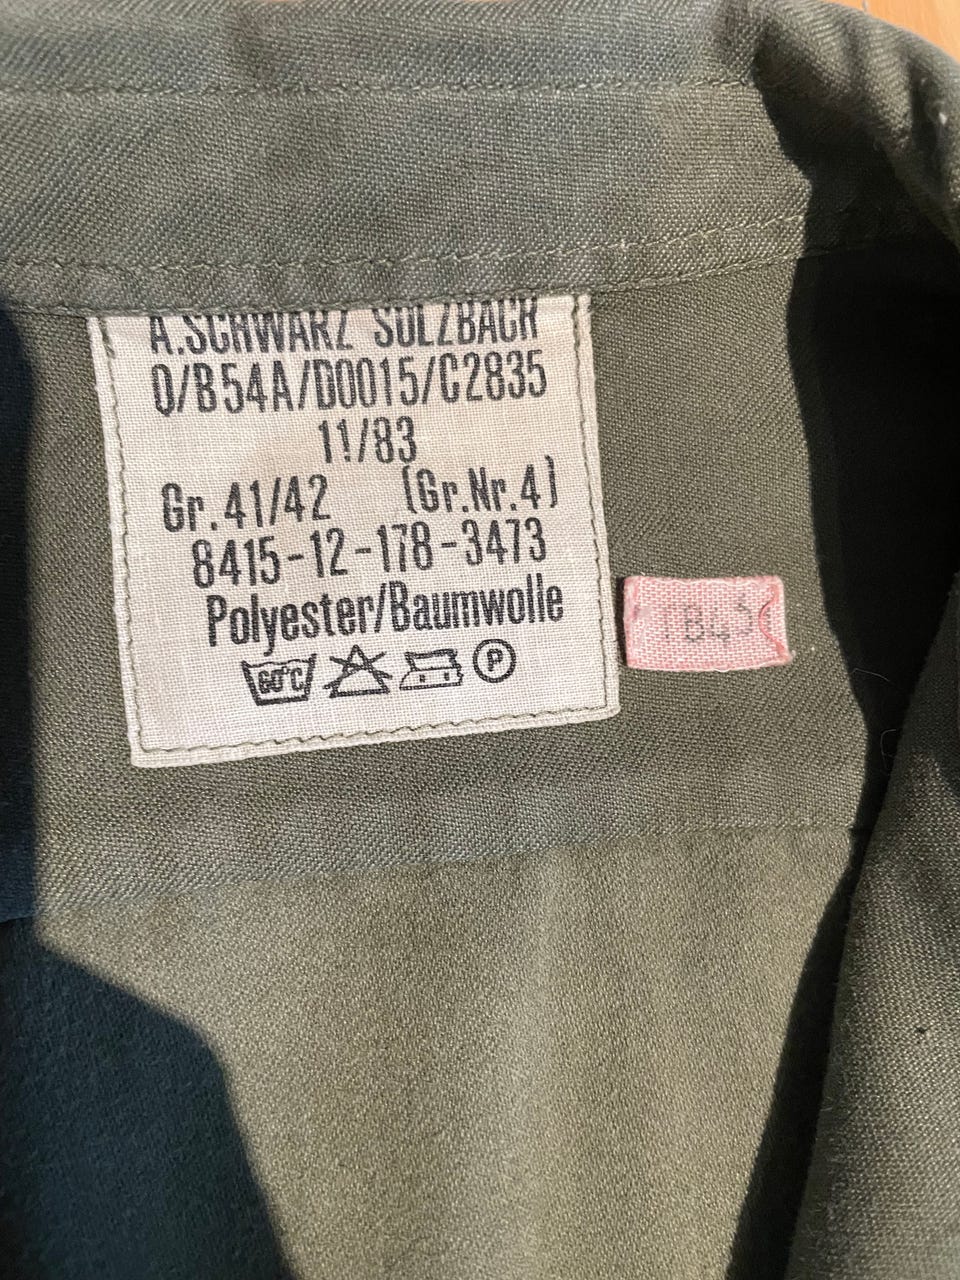 A.SCHWARZ SULZBACH
Q/B54A/D0015/C2835
11/83
Gr.41/42 (Gr.Nr.4)
8415-12-178-3473
Polyester/Baumwolle
60°C P